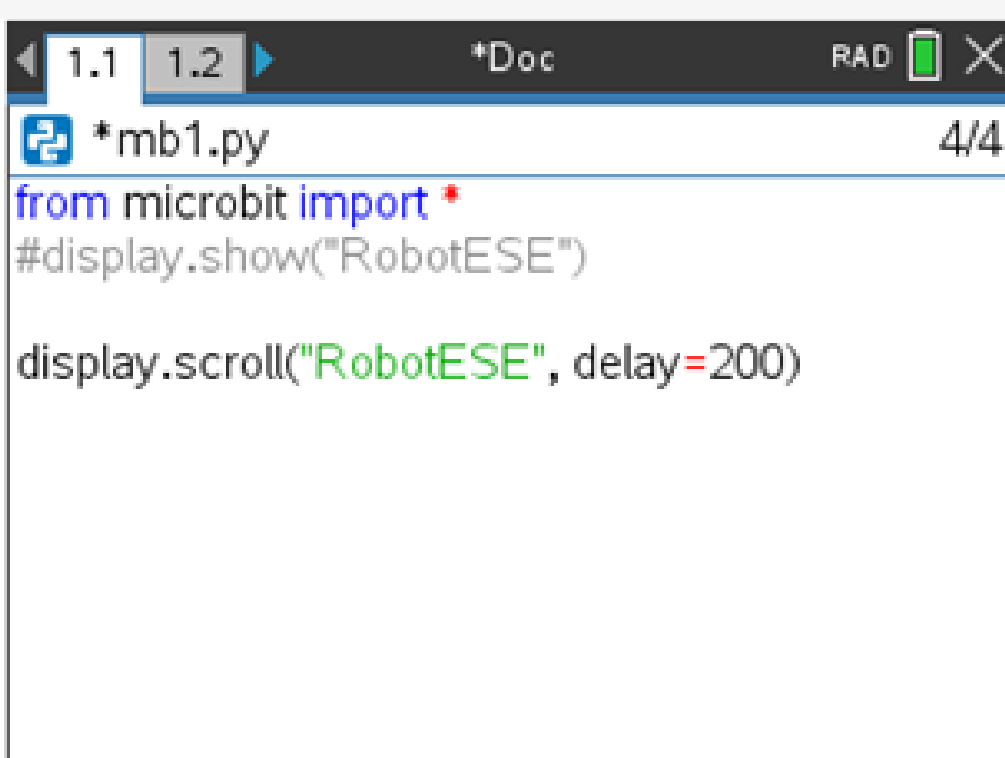 1.1 1.2 *Doc RAD
*mb1.py 4/4
from microbit import *
#display.show("RobotESE")
display.scroll("RobotESE", delay=200)